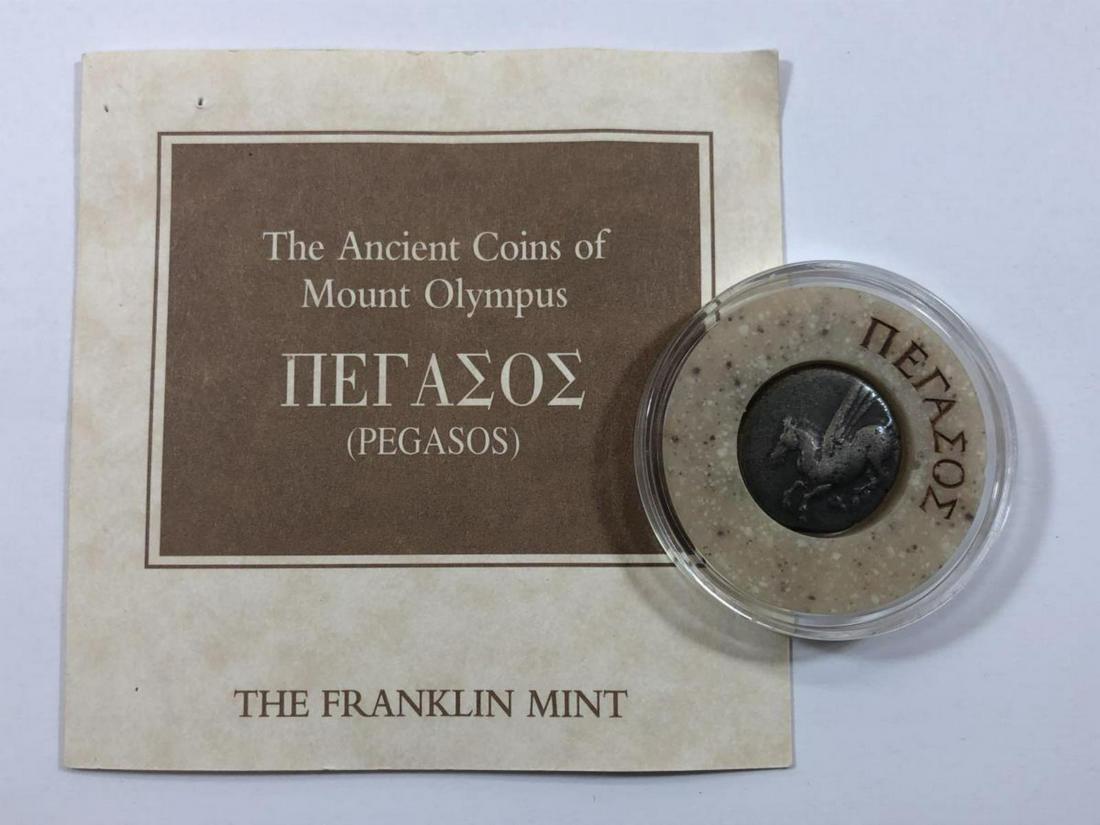 The Ancient Coins of
Mount Olympus
ΠΕΓΑΣΟΣ
(PEGASOS)
THE FRANKLIN MINT
ΠΕΓΑΣΟΣ